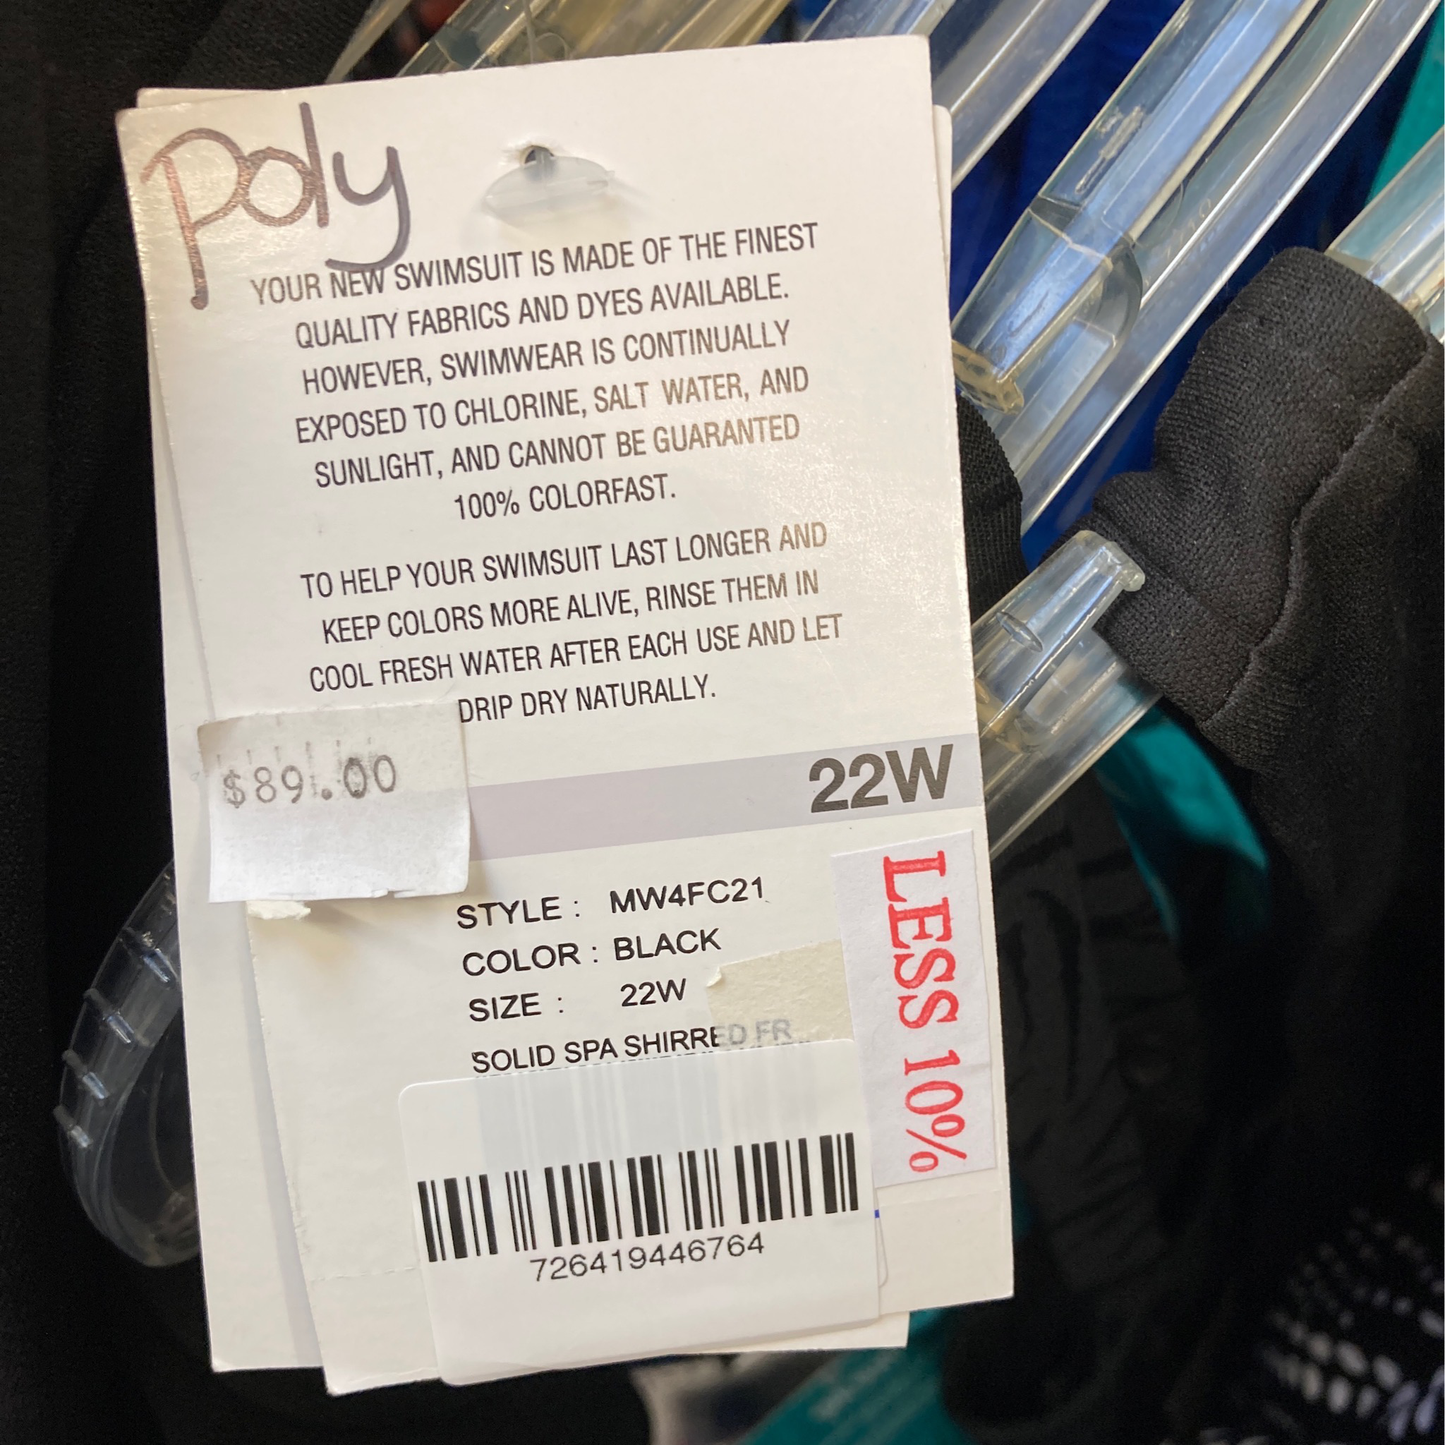 poly
YOUR NEW SWIMSUIT IS MADE OF THE FINEST
QUALITY FABRICS AND DYES AVAILABLE.
HOWEVER, SWIMWEAR IS CONTINUALLY
EXPOSED TO CHLORINE, SALT WATER, AND
SUNLIGHT, AND CANNOT BE GUARANTED
100% COLORFAST.
TO HELP YOUR SWIMSUIT LAST LONGER AND
KEEP COLORS MORE ALIVE, RINSE THEM IN
COOL FRESH WATER AFTER EACH USE AND LET
DRIP DRY NATURALLY.
$89.00
22W
STYLE : MW4FC21
COLOR : BLACK
SIZE : 22W
SOLID SPA SHIRRED FR
LESS 10%
726419446764